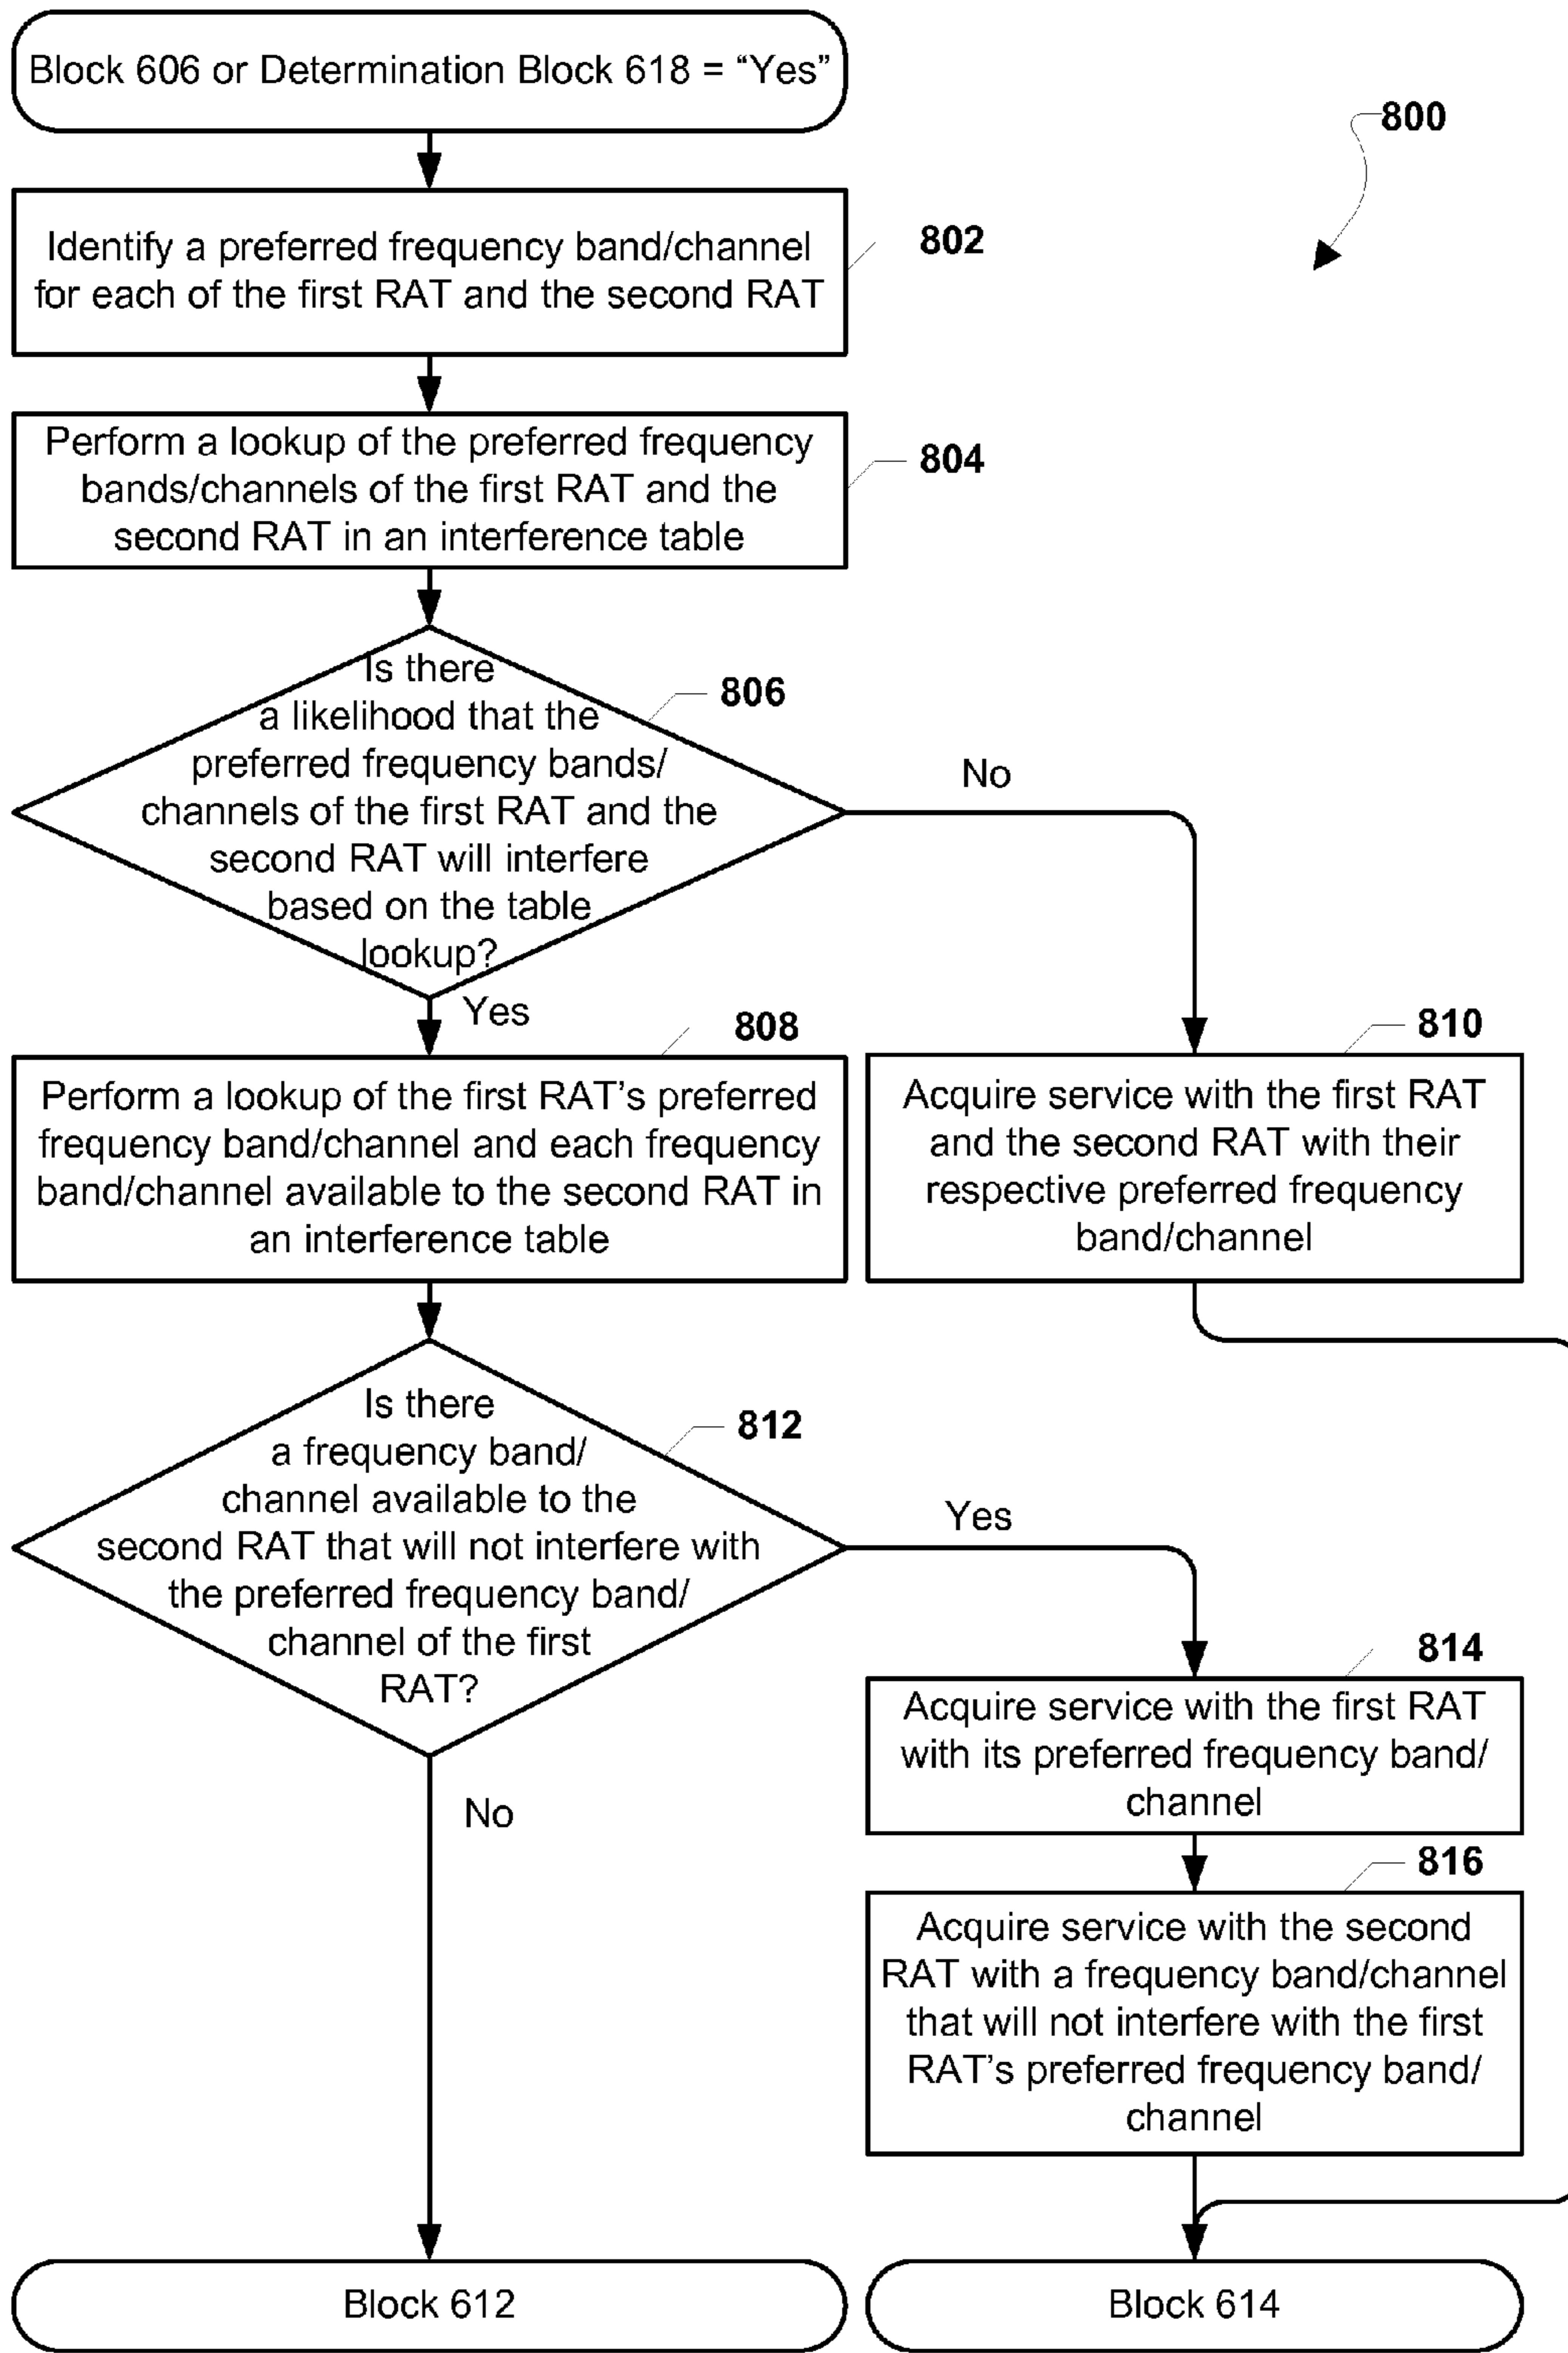 Block 606 or Determination Block 618 = “Yes”
800
Identify a preferred frequency band/channel
for each of the first RAT and the second RAT
802
Perform a lookup of the preferred frequency
bands/channels of the first RAT and the
second RAT in an interference table
804
Is there
a likelihood that the
preferred frequency bands/
channels of the first RAT and the
second RAT will interfere
based on the table
lookup?
806
No
Yes
808
Perform a lookup of the first RAT’s preferred
frequency band/channel and each frequency
band/channel available to the second RAT in
an interference table
810
Acquire service with the first RAT
and the second RAT with their
respective preferred frequency
band/channel
Is there
a frequency band/
channel available to the
second RAT that will not interfere with
the preferred frequency band/
channel of the first
RAT?
812
Yes
No
814
Acquire service with the first RAT
with its preferred frequency band/
channel
816
Acquire service with the second
RAT with a frequency band/channel
that will not interfere with the first
RAT’s preferred frequency band/
channel
Block 612
Block 614